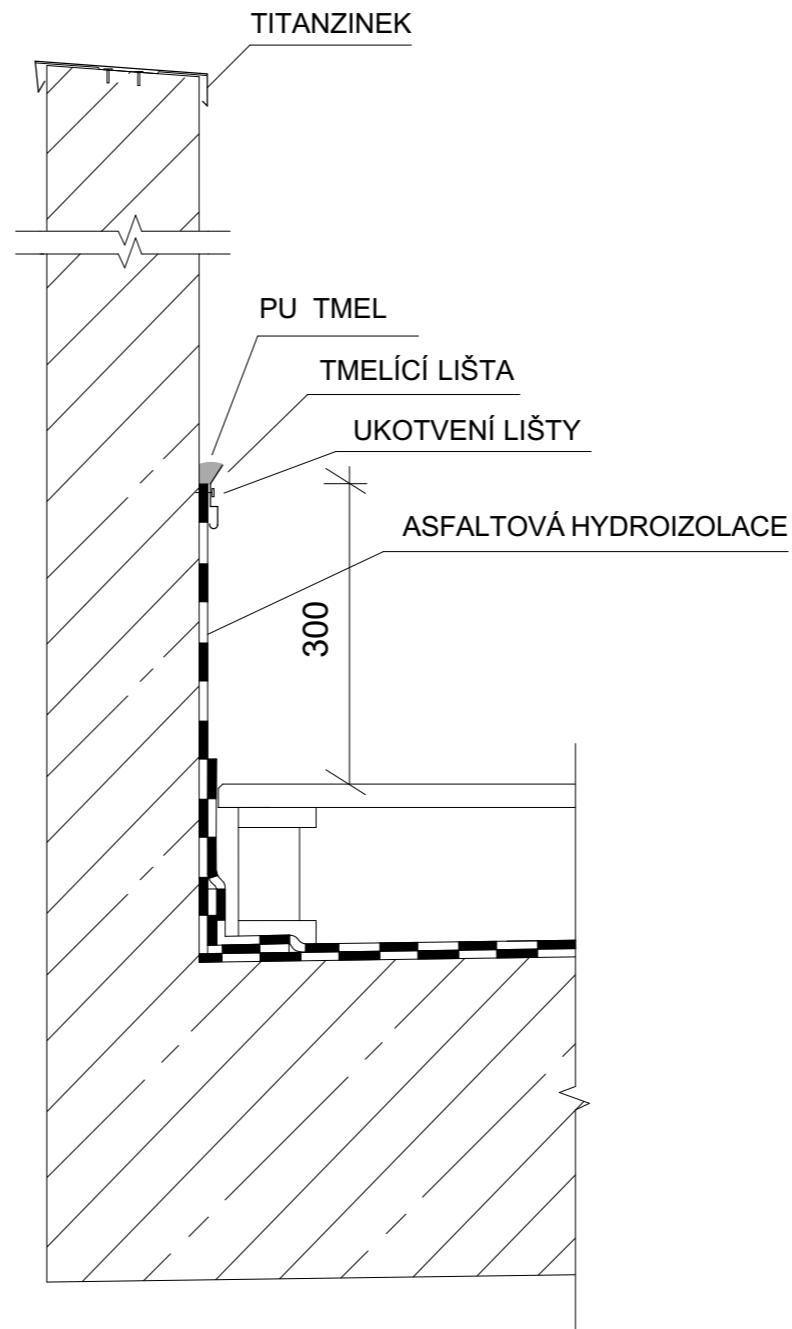 TITANZINEK
PU TMEL
TMELÍCÍ LIŠTA
UKOTVENÍ LIŠTY
ASFALTOVÁ HYDROIZOLACE
300